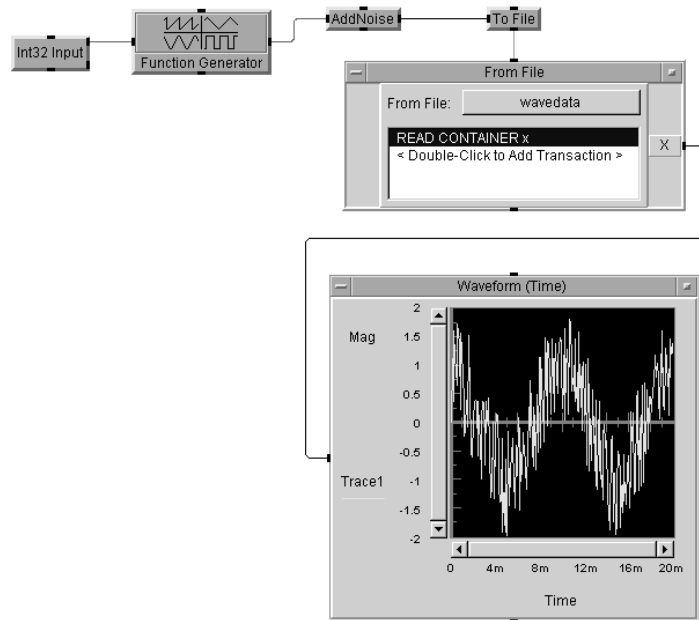 AddNoise
To File
Int32 Input
Function Generator
From File
From File:
wavedata
READ CONTAINER x
< Double-Click to Add Transaction >
X
Waveform (Time)
Mag
Trace1
2
1.5
1
0.5
0
-0.5
-1
-1.5
-2
0 4m 8m 12m 16m 20m
Time